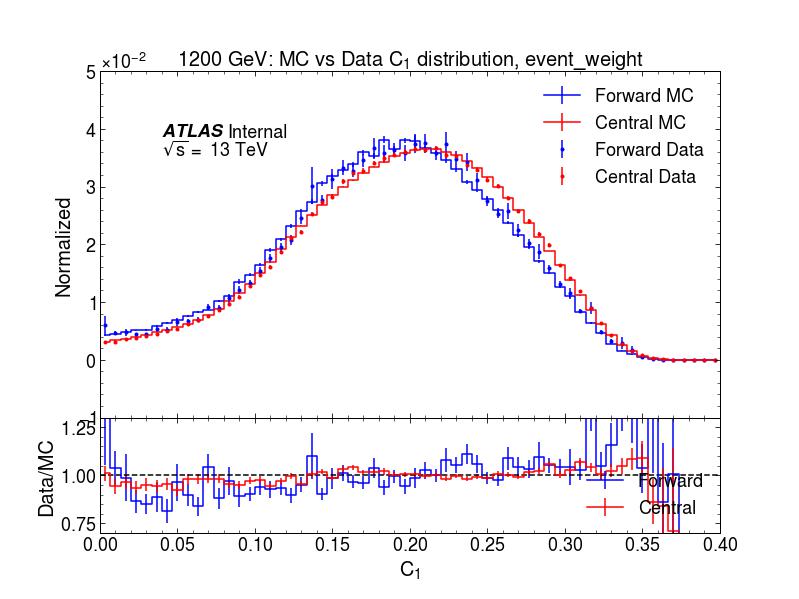 ×10⁻² 1200 GeV: MC vs Data C₁ distribution, event_weight
5
4
3
2
1
0
−1
Normalized
ATLAS Internal
√s = 13 TeV
Forward MC
Central MC
Forward Data
Central Data
1.25
1.00
0.75
Data/MC
Forward
Central
0.00 0.05 0.10 0.15 0.20 0.25 0.30 0.35 0.40
C₁